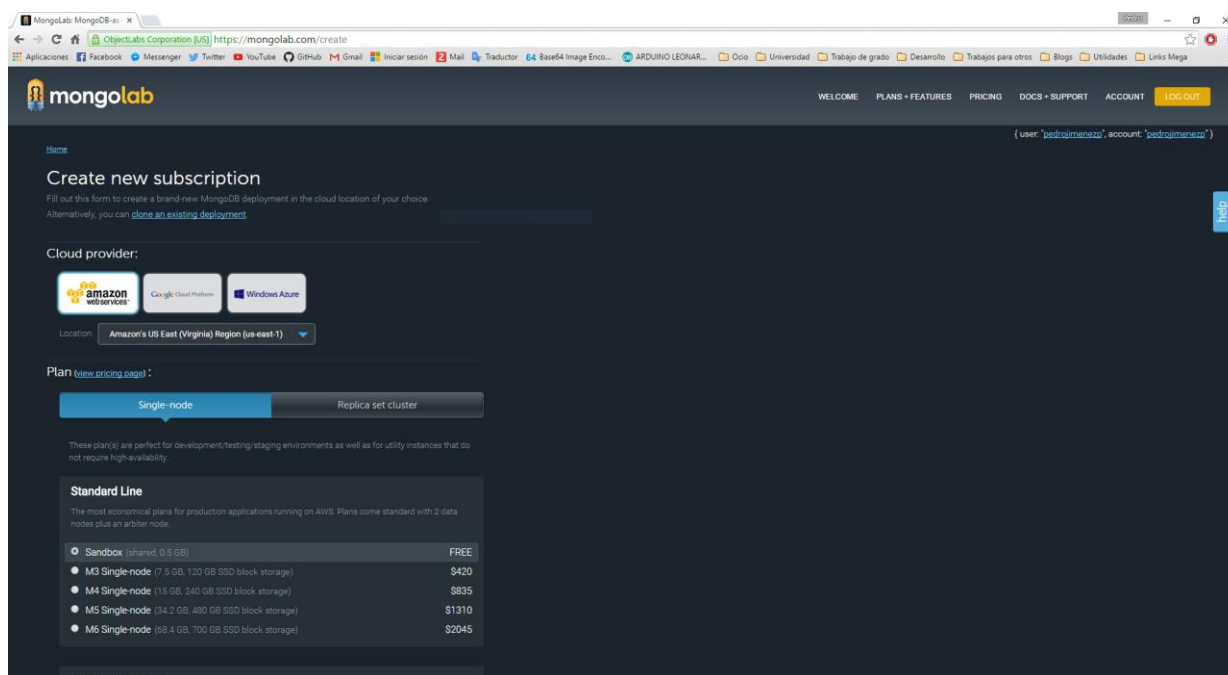 MongoLab: MongoDB-as
ObjectLabs Corporation [US] https://mongolab.com/create
Aplicaciones Facebook Messenger Twitter YouTube GitHub Gmail Iniciar sesión Mail Traductor Base64 Image Enco... ARDUINO LEONAR... Ocio Universidad Trabajo de grado Desarrollo Trabajos para otros Blogs Utilidades Links Mega
mongolab
WELCOME PLANS + FEATURES PRICING DOCS + SUPPORT ACCOUNT LOG OUT
{ user: "pedrojimenezp", account: "pedrojimenezp" }
Home
help
Create new subscription
Fill out this form to create a brand-new MongoDB deployment in the cloud location of your choice.
Alternatively, you can clone an existing deployment.
Cloud provider:
amazon webservices™ Google Cloud Platform Windows Azure
Location: Amazon's US East (Virginia) Region (us-east-1)
Plan (view pricing page) :
Single-node Replica set cluster
These plan(s) are perfect for development/testing/staging environments as well as for utility instances that do
not require high-availability.
Standard Line
The most economical plans for production applications running on AWS. Plans come standard with 2 data
nodes plus an arbiter node.
Sandbox (shared, 0.5 GB) FREE
M3 Single-node (7.5 GB, 120 GB SSD block storage) $420
M4 Single-node (15 GB, 240 GB SSD block storage) $835
M5 Single-node (34.2 GB, 480 GB SSD block storage) $1310
M6 Single-node (68.4 GB, 700 GB SSD block storage) $2045